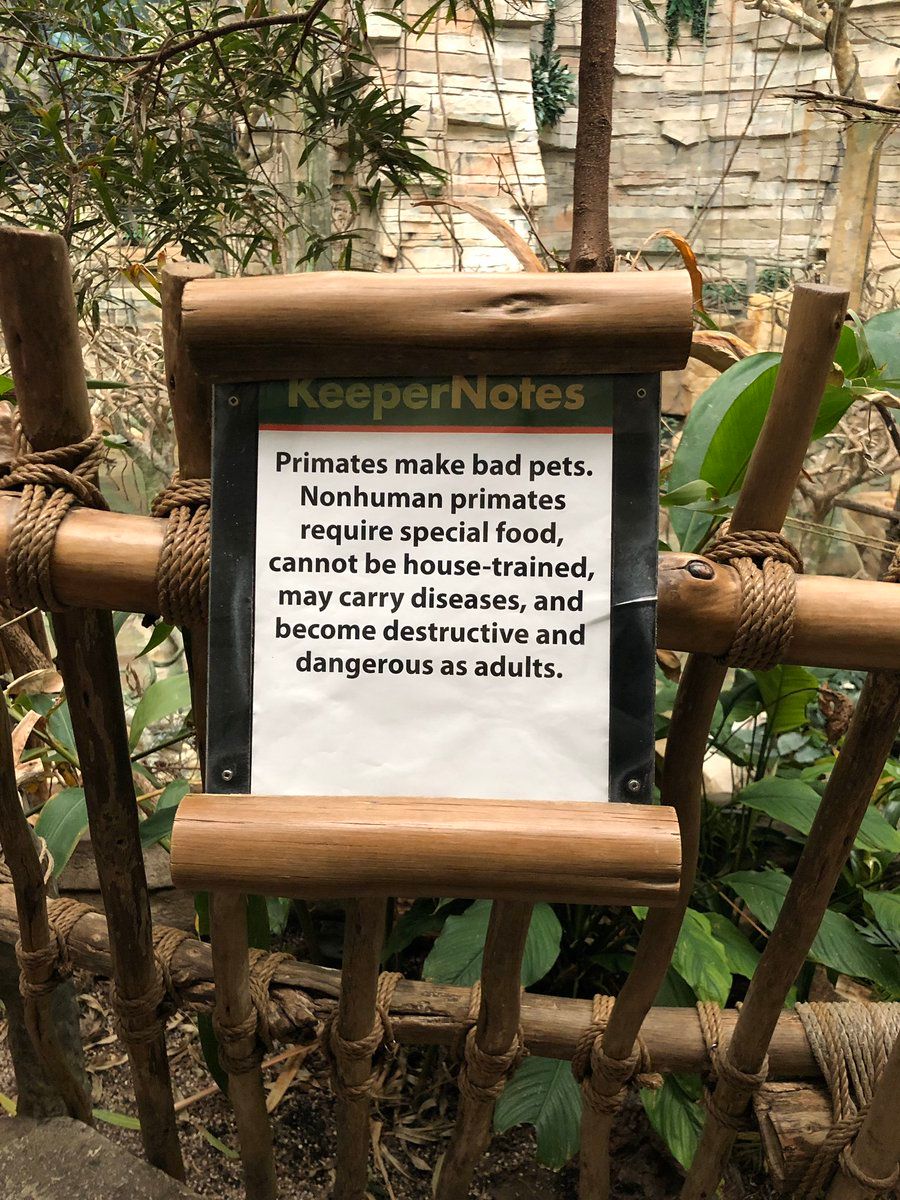 KeeperNotes
Primates make bad pets.
Nonhuman primates
require special food,
cannot be house-trained,
may carry diseases, and
become destructive and
dangerous as adults.